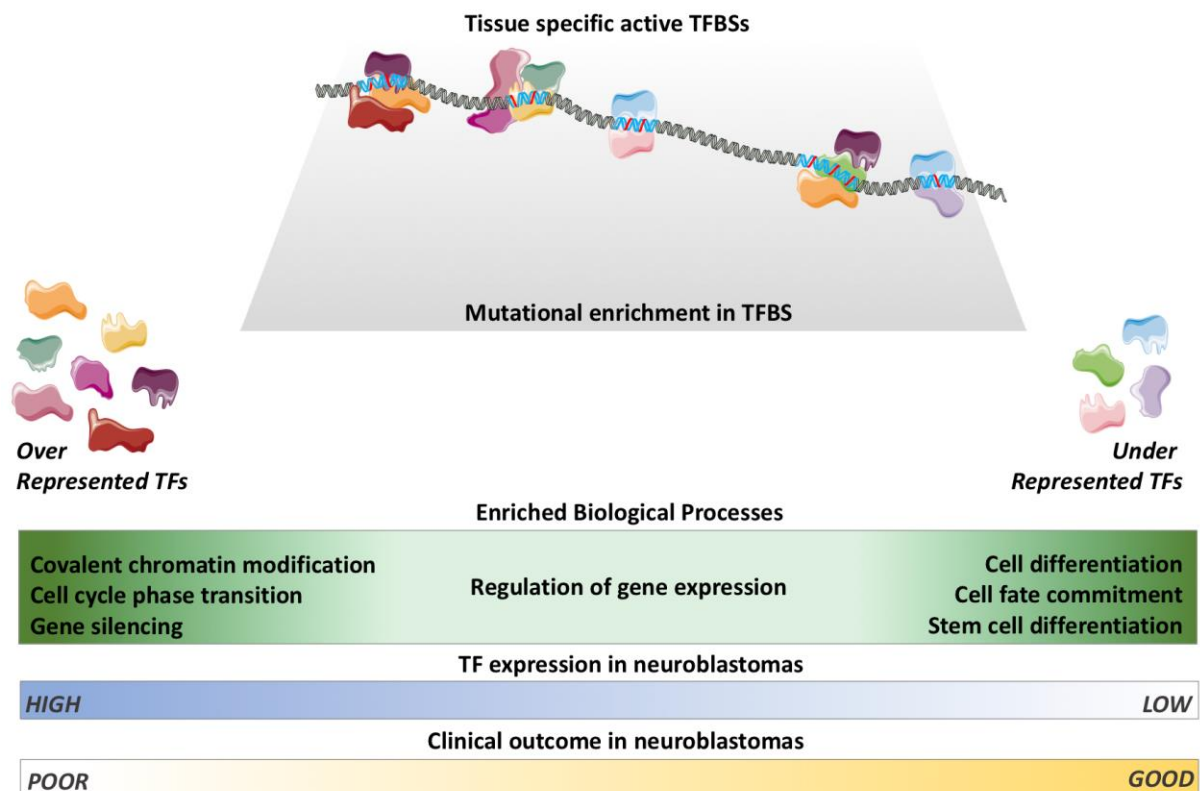 Tissue specific active TFBSs
Mutational enrichment in TFBS
Over
Represented TFs
Under
Represented TFs
Enriched Biological Processes
Covalent chromatin modification
Cell cycle phase transition
Gene silencing
Regulation of gene expression
Cell differentiation
Cell fate commitment
Stem cell differentiation
TF expression in neuroblastomas
HIGH
LOW
Clinical outcome in neuroblastomas
POOR
GOOD